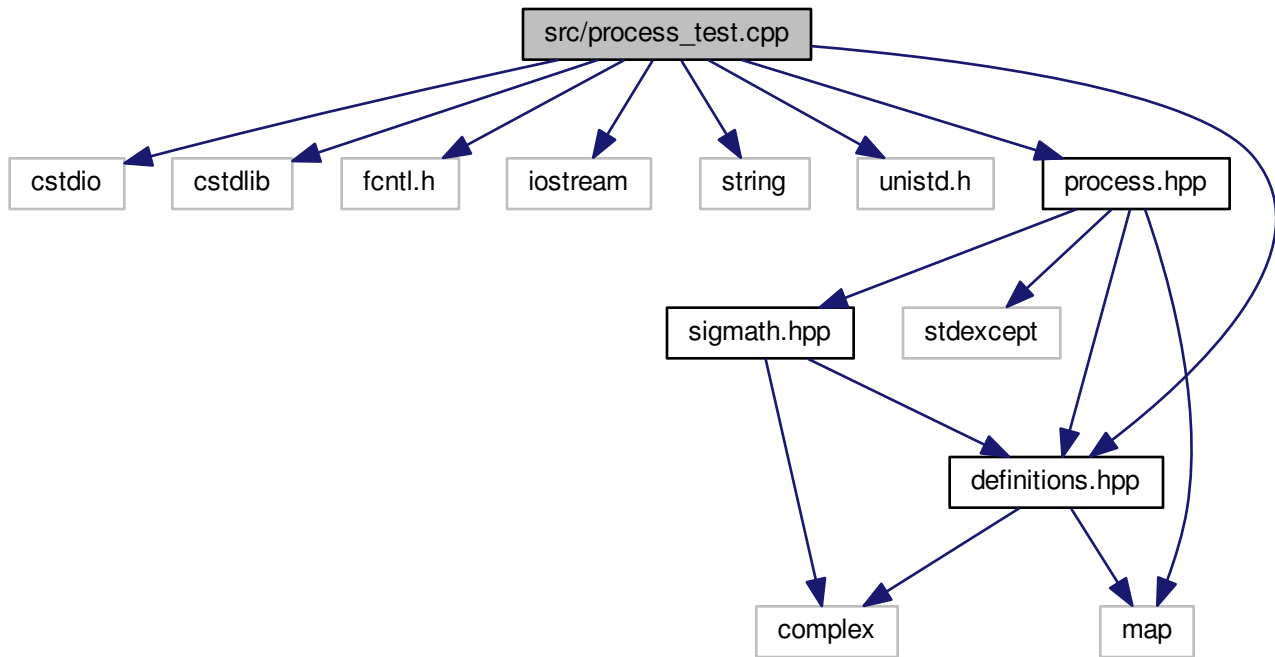 src/process_test.cpp
cstdio
cstdlib
fcntl.h
iostream
string
unistd.h
process.hpp
sigmath.hpp
stdexcept
definitions.hpp
complex
map